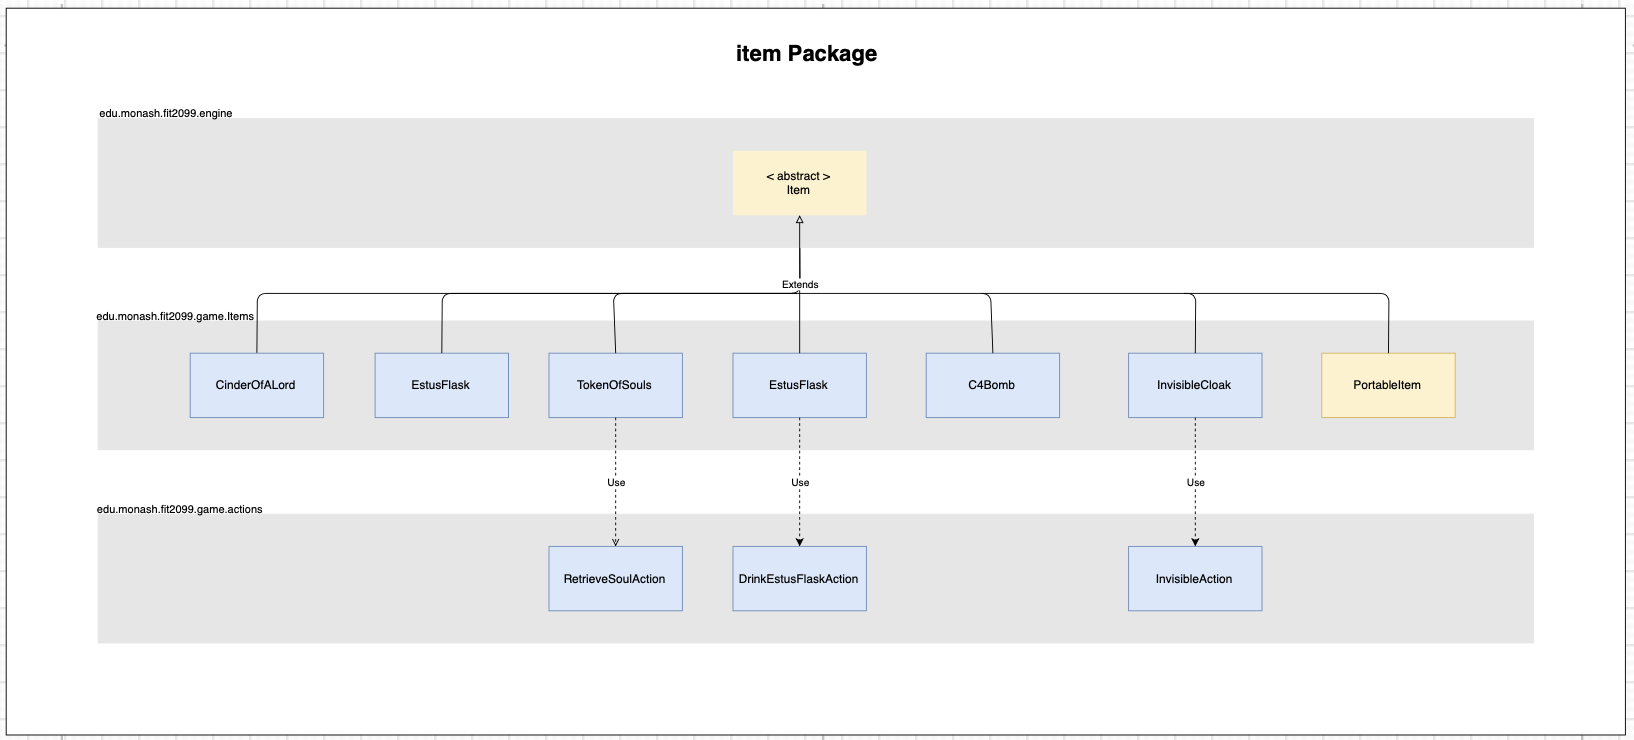 item Package
edu.monash.fit2099.engine
< abstract >
Item
Extends
edu.monash.fit2099.game.Items
CinderOfALord
EstusFlask
TokenOfSouls
EstusFlask
C4Bomb
InvisibleCloak
PortableItem
Use
Use
Use
edu.monash.fit2099.game.actions
RetrieveSoulAction
DrinkEstusFlaskAction
InvisibleAction